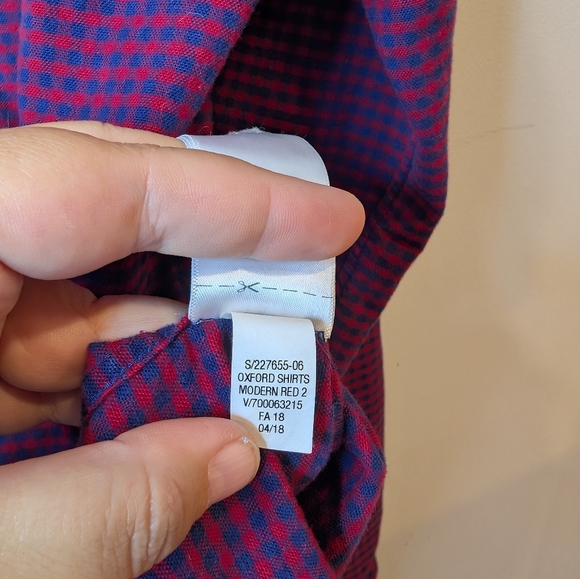 S/227655-06
OXFORD SHIRTS
MODERN RED 2
V/700063215
FA 18
04/18